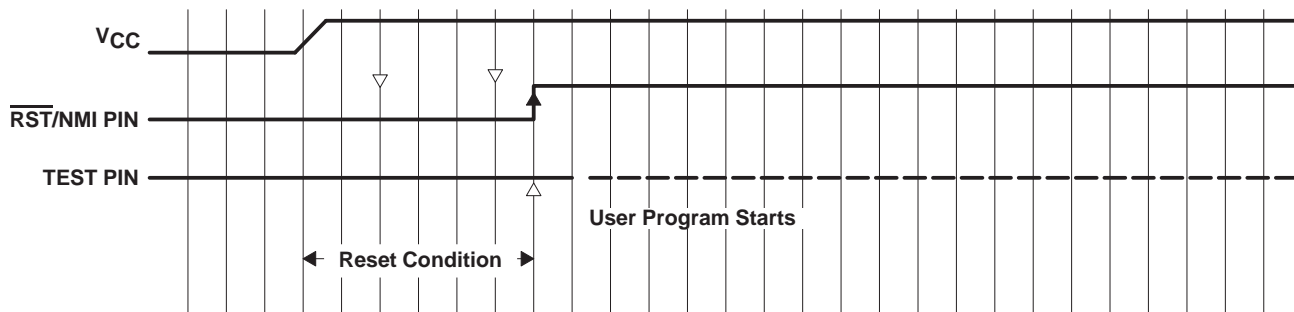 VCC
RST/NMI PIN
TEST PIN
User Program Starts
Reset Condition